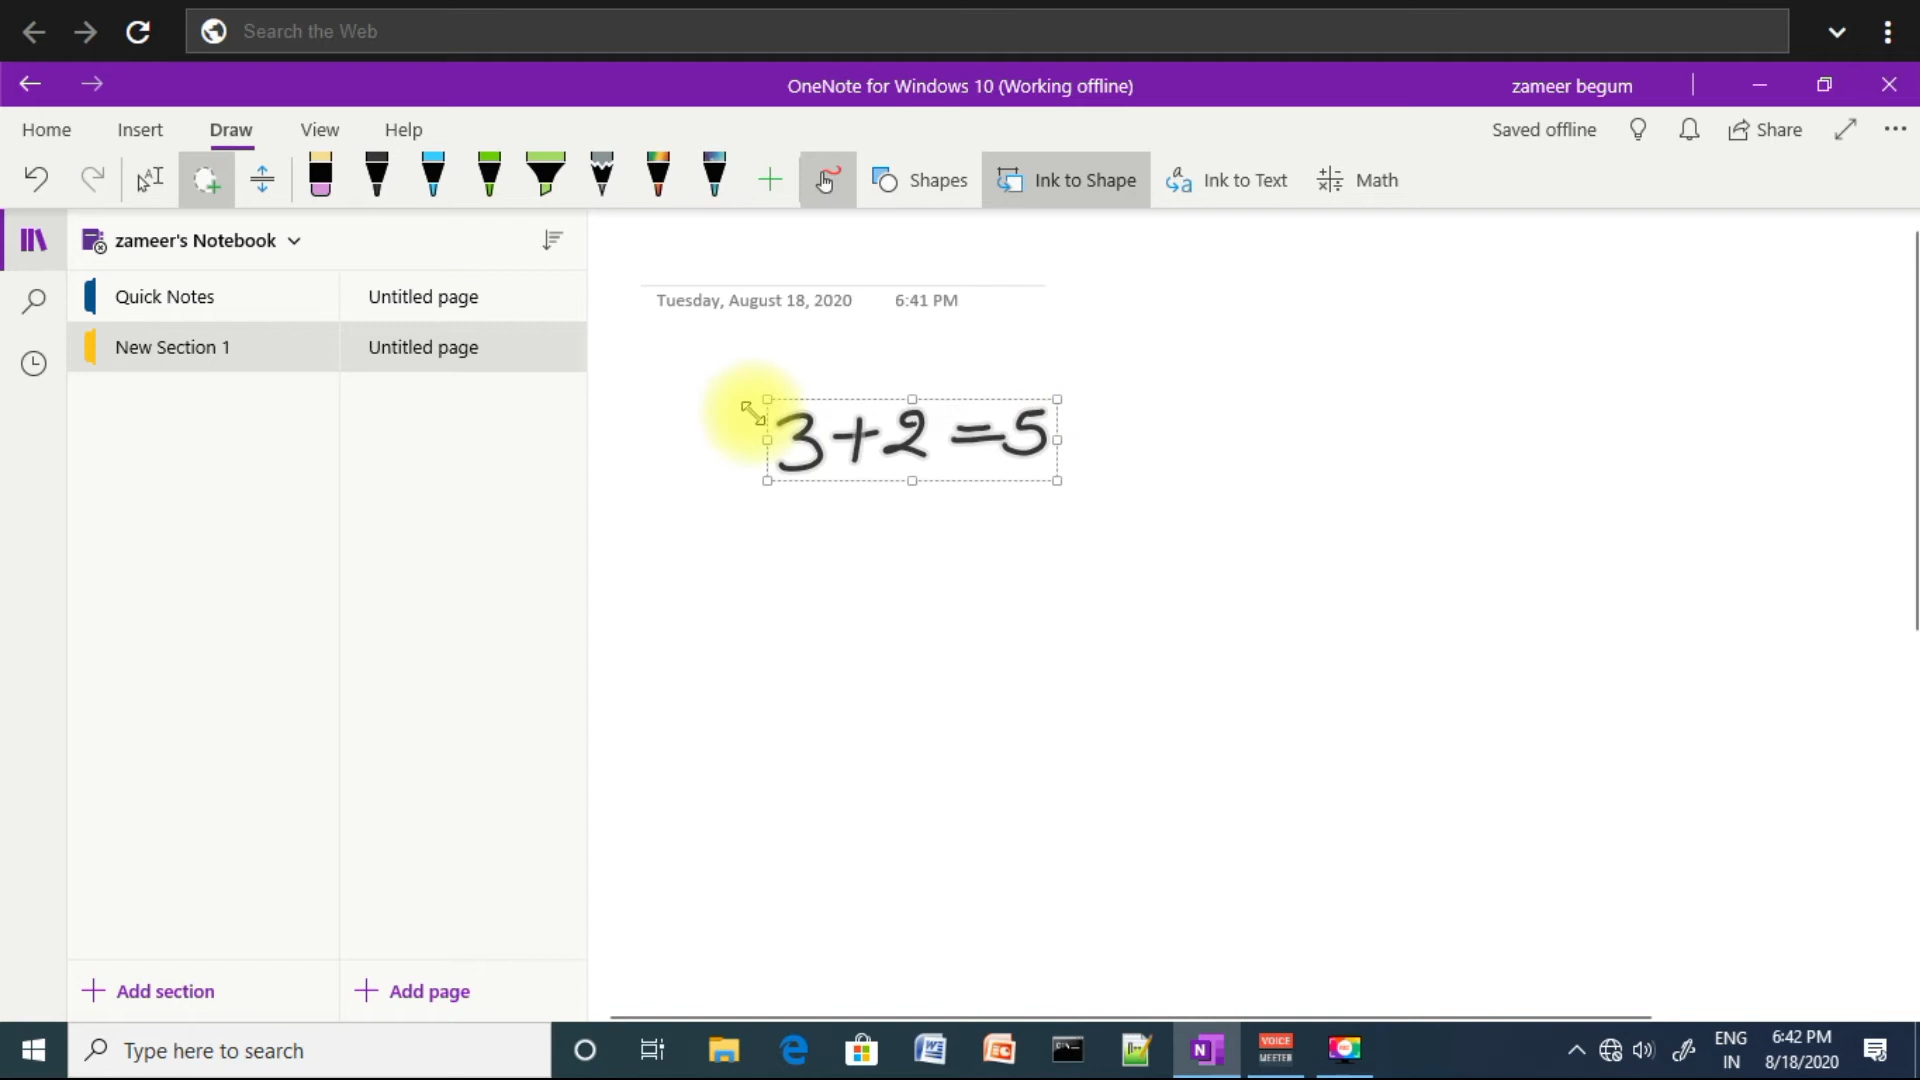 Search the Web
OneNote for Windows 10 (Working offline)
zameer begum
Home Insert Draw View Help
Saved offline
Share
Shapes
Ink to Shape
Ink to Text
Math
zameer's Notebook
Quick Notes
Untitled page
New Section 1
Untitled page
Tuesday, August 18, 2020 6:41 PM
3+2=5
Add section
Add page
Type here to search
VOICE
MEETER
ENG
IN
6:42 PM
8/18/2020